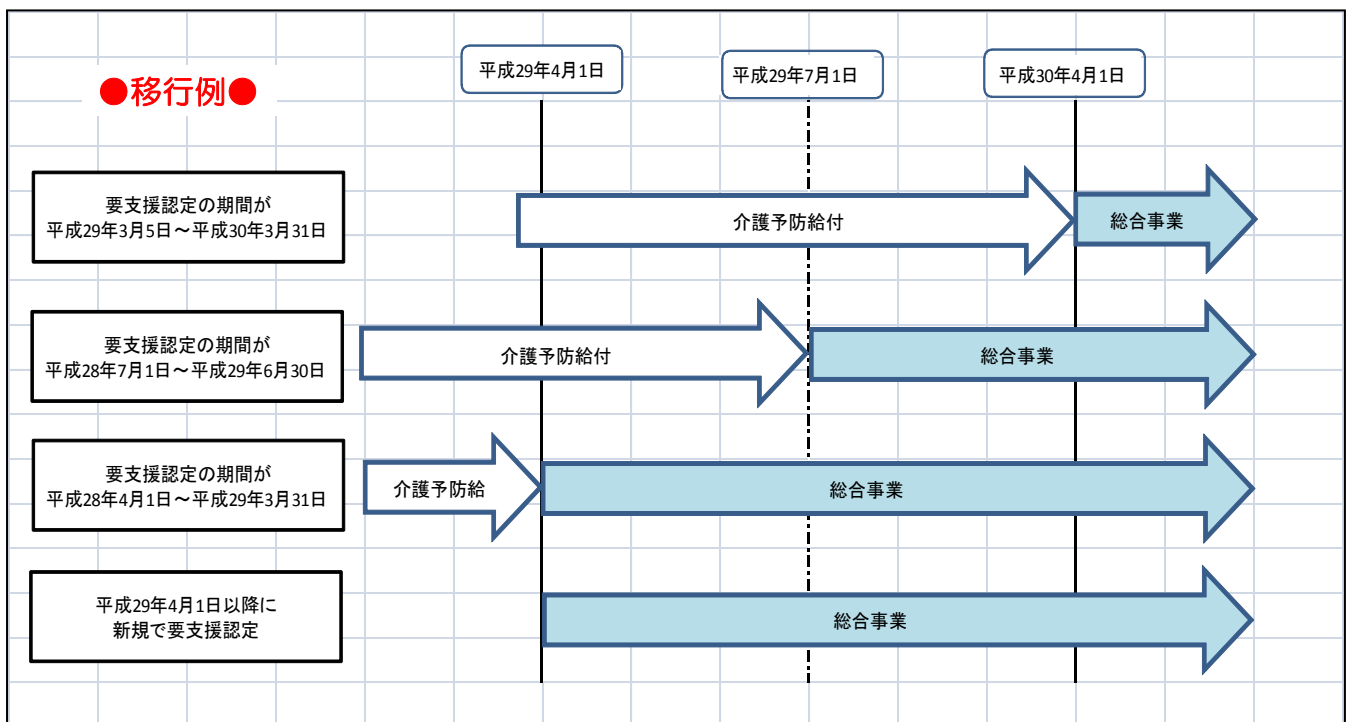 ●移行例●
平成29年4月1日
平成29年7月1日
平成30年4月1日
要支援認定の期間が
平成29年3月5日～平成30年3月31日
介護予防給付
総合事業
要支援認定の期間が
平成28年7月1日～平成29年6月30日
介護予防給付
総合事業
要支援認定の期間が
平成28年4月1日～平成29年3月31日
介護予防給
総合事業
平成29年4月1日以降に
新規で要支援認定
総合事業